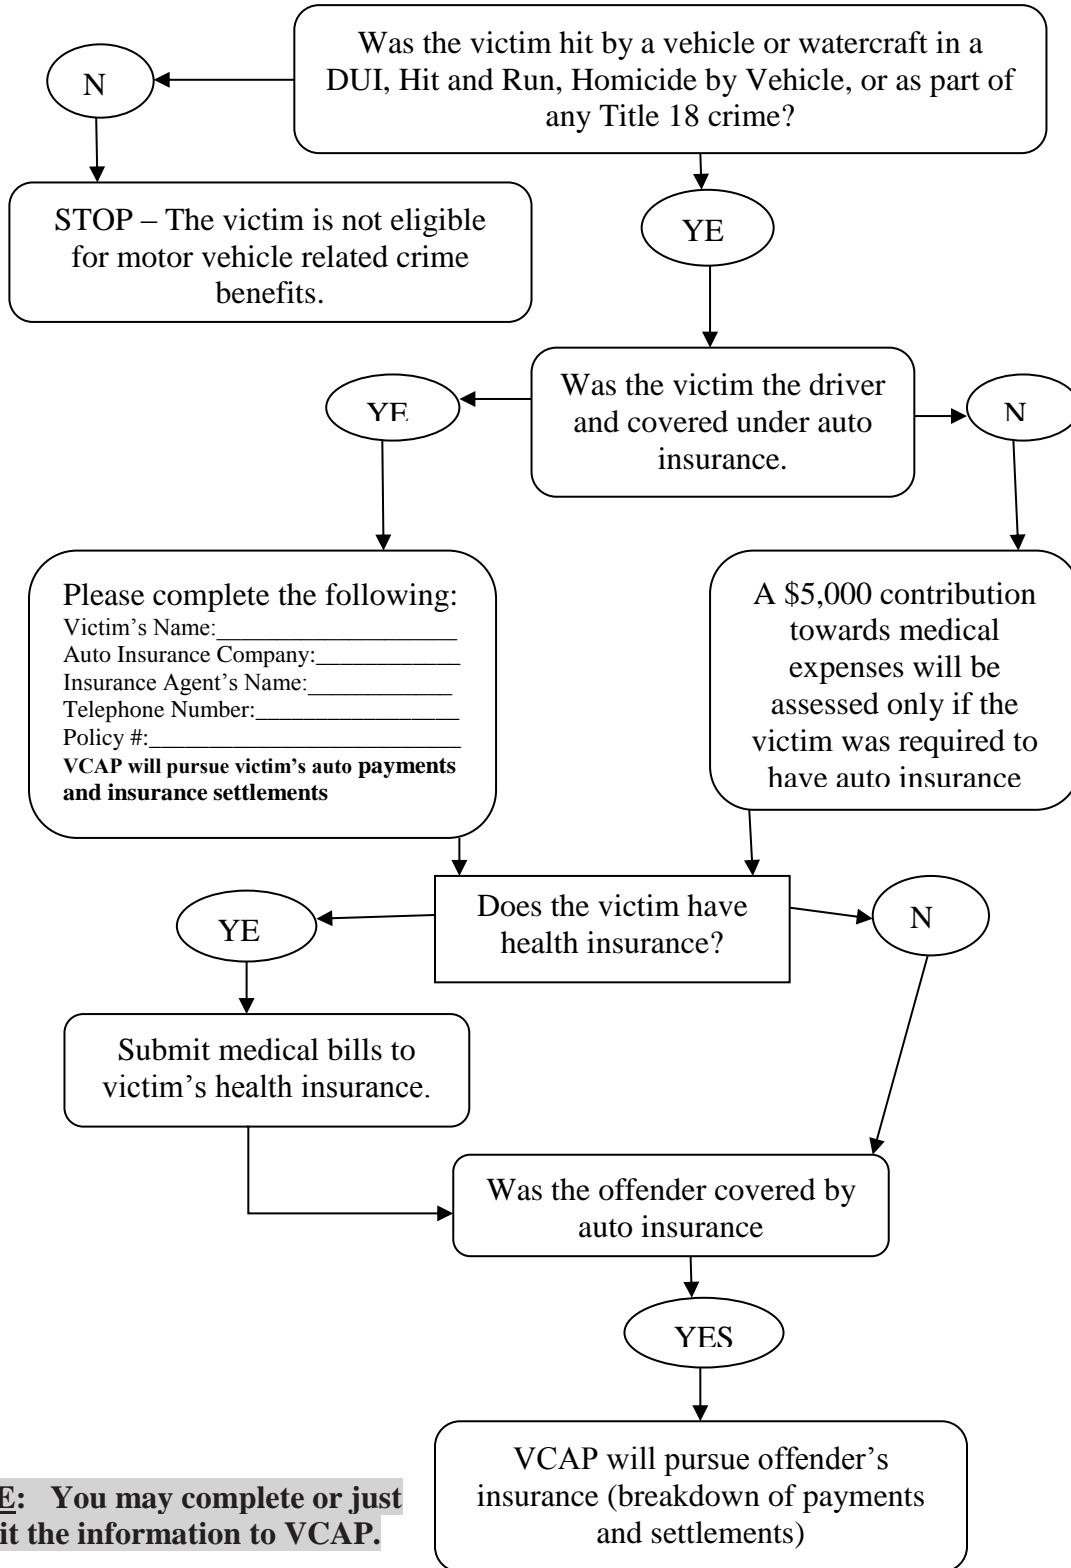 Was the victim hit by a vehicle or watercraft in a
DUI, Hit and Run, Homicide by Vehicle, or as part of
any Title 18 crime?
N
STOP – The victim is not eligible
for motor vehicle related crime
benefits.
YE
Was the victim the driver
and covered under auto
insurance.
YE
N
Please complete the following:
Victim's Name:____________________
Auto Insurance Company:____________
Insurance Agent's Name:____________
Telephone Number:_________________
Policy #:__________________________
VCAP will pursue victim's auto payments
and insurance settlements
A $5,000 contribution
towards medical
expenses will be
assessed only if the
victim was required to
have auto insurance
Does the victim have
health insurance?
YE
N
Submit medical bills to
victim's health insurance.
Was the offender covered by
auto insurance
YES
VCAP will pursue offender's
insurance (breakdown of payments
and settlements)
E: You may complete or just
it the information to VCAP.